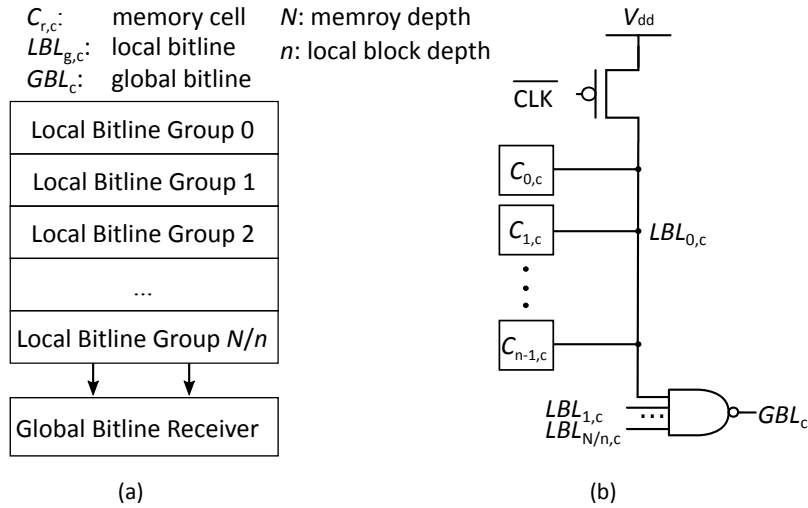 C_r,c: memory cell
LBL_g,c: local bitline
GBL_c: global bitline
N: memroy depth
n: local block depth
Local Bitline Group 0
Local Bitline Group 1
Local Bitline Group 2
...
Local Bitline Group N/n
Global Bitline Receiver
(a)
V_dd
CLK
C_0,c
C_1,c
LBL_0,c
C_n-1,c
LBL_1,c
...
LBL_N/n,c
GBL_c
(b)